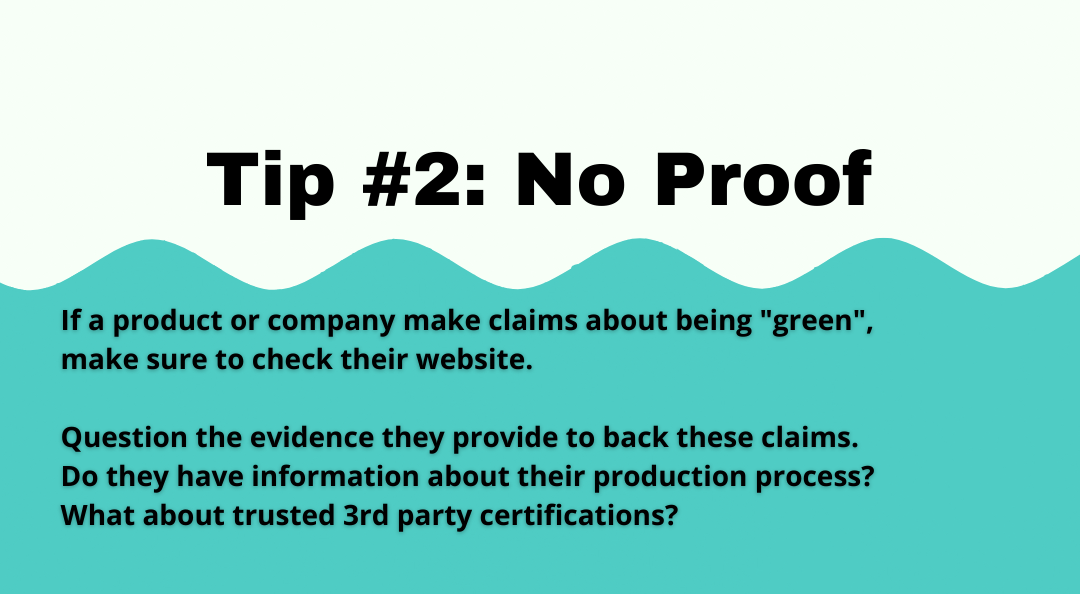 Tip #2: No Proof
If a product or company make claims about being "green",
make sure to check their website.
Question the evidence they provide to back these claims.
Do they have information about their production process?
What about trusted 3rd party certifications?